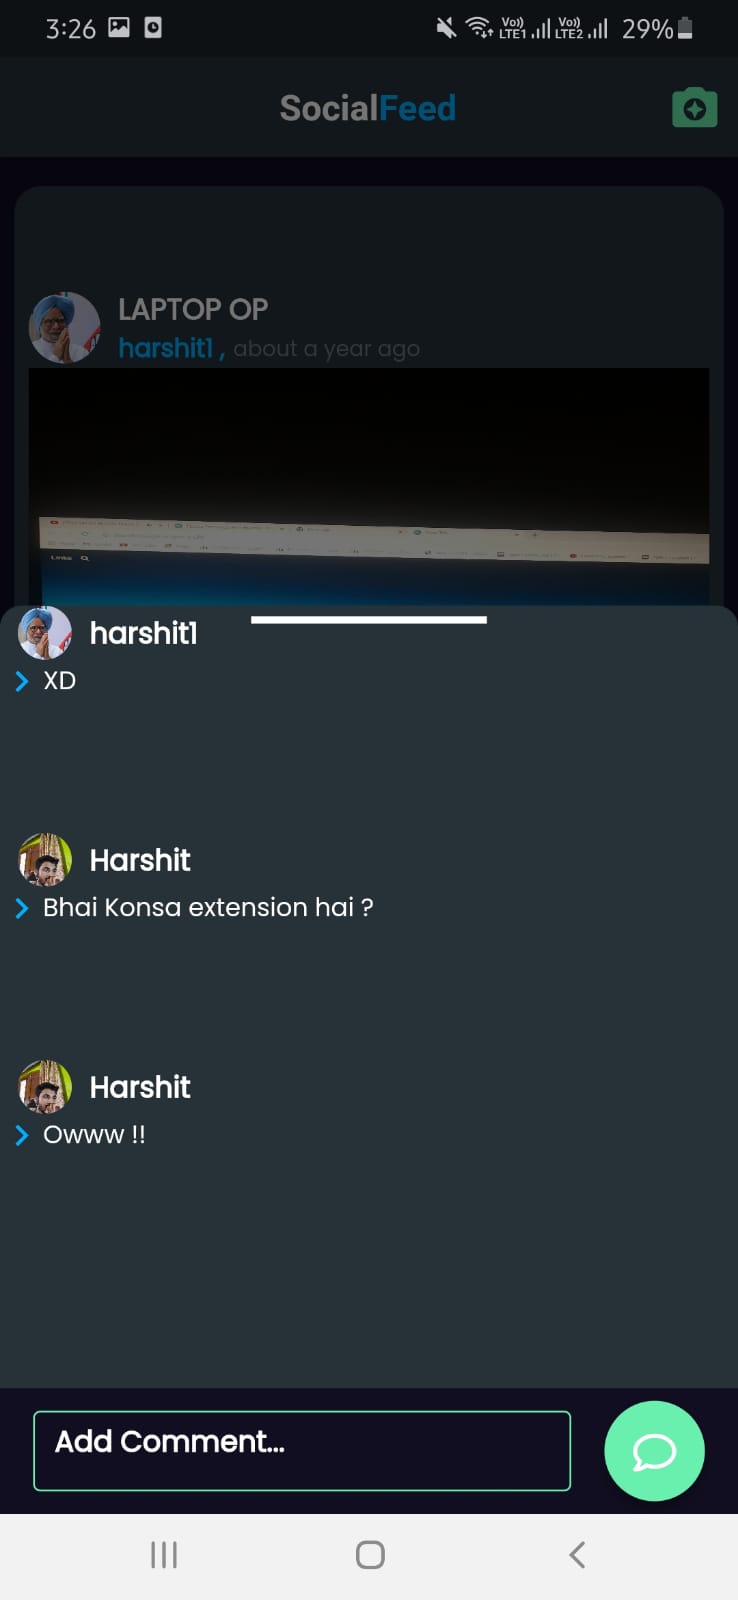 3:26
Vo)) LTE1 Vo)) LTE2 29%
SocialFeed
LAPTOP OP
harshit1 , about a year ago
Links
harshit1
XD
Harshit
Bhai Konsa extension hai ?
Harshit
Owww !!
Add Comment...